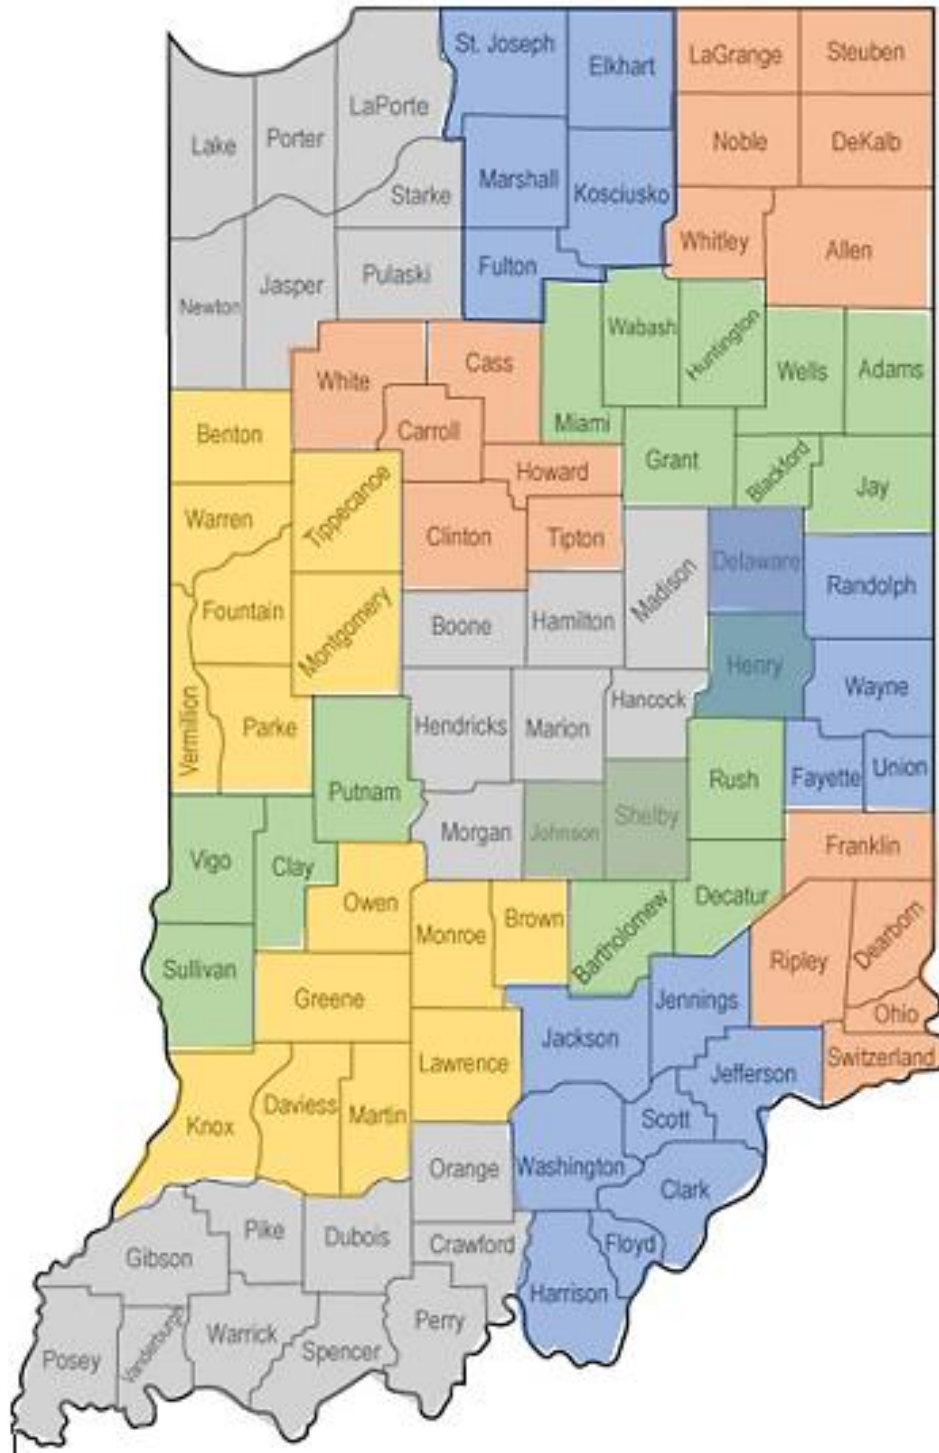 St. Joseph
Elkhart
LaGrange
Steuben
LaPorte
Lake
Porter
Noble
DeKalb
Marshall
Kosciusko
Starke
Whitley
Allen
Fulton
Pulaski
Jasper
Newton
Wabash
Huntington
Wells
Adams
White
Cass
Miami
Benton
Carroll
Grant
Blackford
Jay
Howard
Warren
Tippecanoe
Clinton
Tipton
Madison
Delaware
Randolph
Fountain
Montgomery
Boone
Hamilton
Henry
Wayne
Vermillion
Parke
Hendricks
Marion
Hancock
Fayette
Union
Rush
Putnam
Morgan
Johnson
Shelby
Franklin
Vigo
Clay
Owen
Monroe
Brown
Bartholomew
Decatur
Dearborn
Ripley
Sullivan
Greene
Jennings
Ohio
Jackson
Switzerland
Lawrence
Jefferson
Knox
Daviess
Martin
Scott
Orange
Washington
Clark
Gibson
Pike
Dubois
Crawford
Floyd
Harrison
Posey
Vanderburgh
Warrick
Spencer
Perry